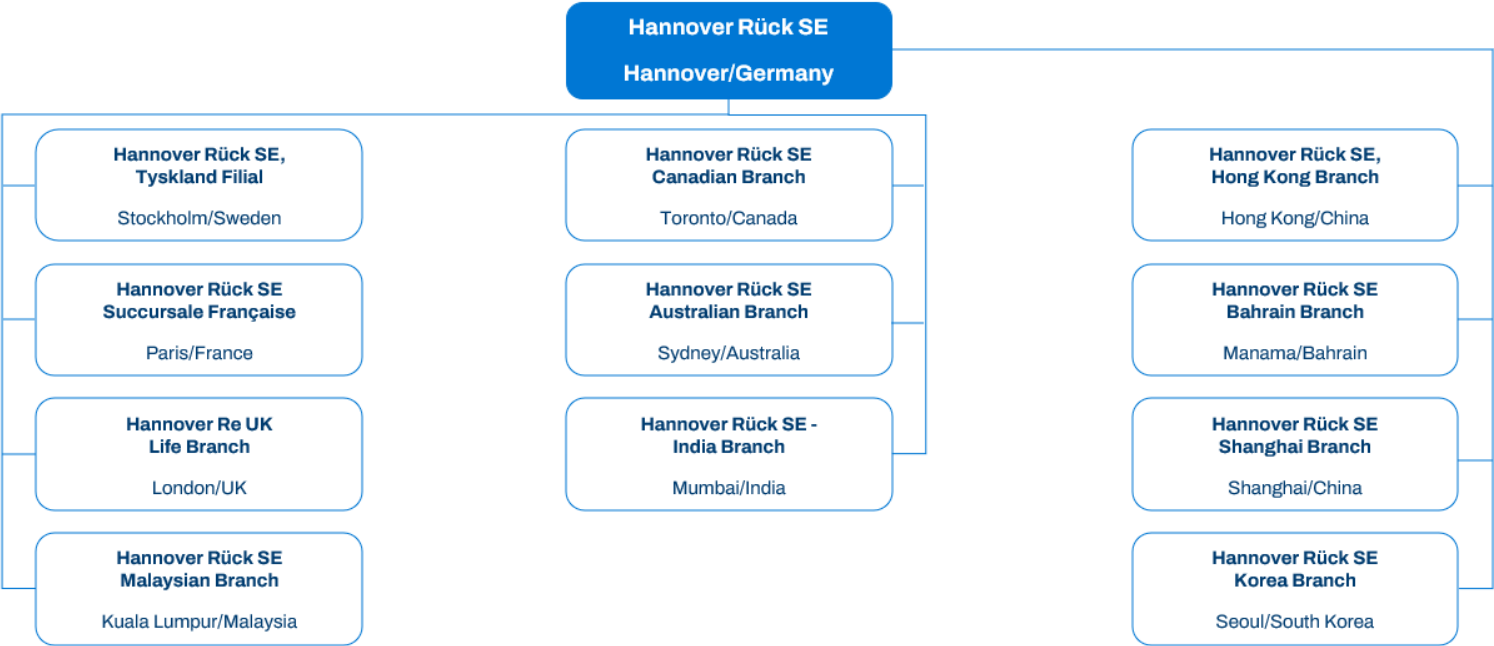 Hannover Rück SE
Hannover/Germany
Hannover Rück SE,
Tyskland Filial
Stockholm/Sweden
Hannover Rück SE
Succursale Française
Paris/France
Hannover Re UK
Life Branch
London/UK
Hannover Rück SE
Malaysian Branch
Kuala Lumpur/Malaysia
Hannover Rück SE
Canadian Branch
Toronto/Canada
Hannover Rück SE
Australian Branch
Sydney/Australia
Hannover Rück SE -
India Branch
Mumbai/India
Hannover Rück SE,
Hong Kong Branch
Hong Kong/China
Hannover Rück SE
Bahrain Branch
Manama/Bahrain
Hannover Rück SE
Shanghai Branch
Shanghai/China
Hannover Rück SE
Korea Branch
Seoul/South Korea